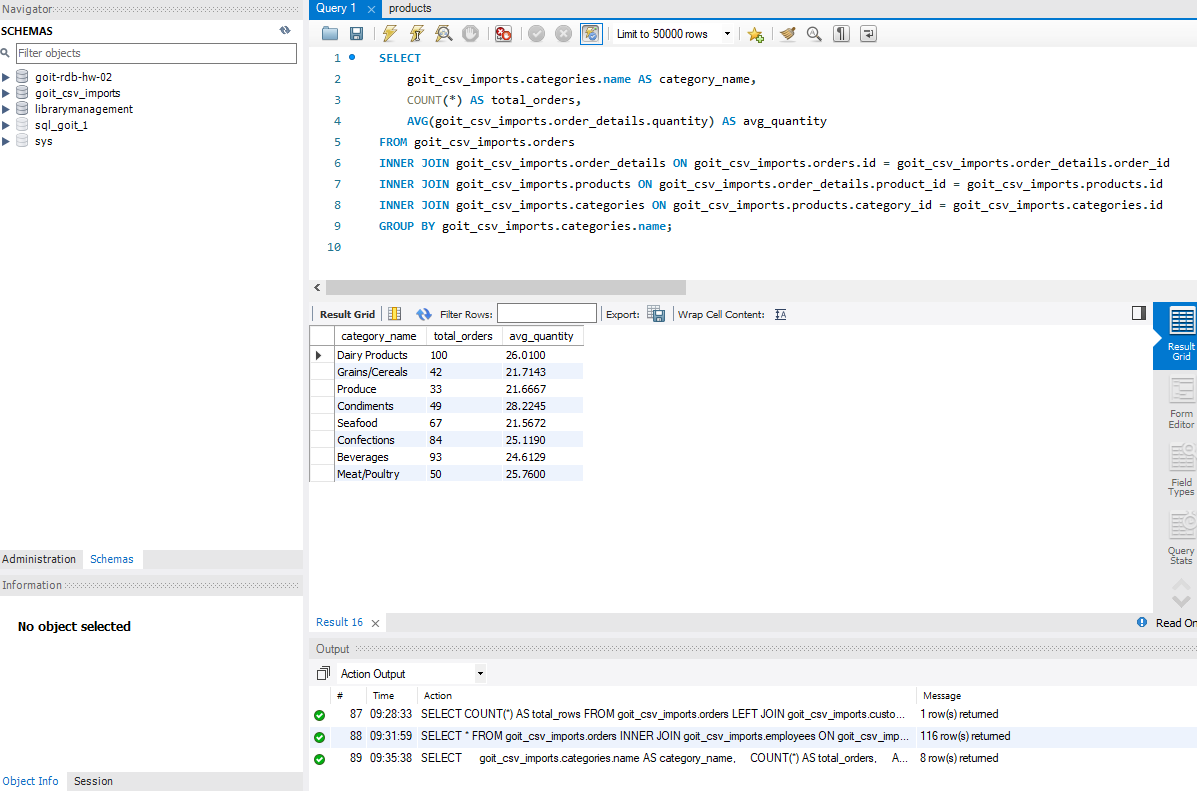 Navigator
SCHEMAS
Filter objects
goit-rdb-hw-02
goit_csv_imports
librarymanagement
sql_goit_1
sys
Administration Schemas
Information
No object selected
Object Info Session
Query 1 products
Limit to 50000 rows
1 SELECT
2 goit_csv_imports.categories.name AS category_name,
3 COUNT(*) AS total_orders,
4 AVG(goit_csv_imports.order_details.quantity) AS avg_quantity
5 FROM goit_csv_imports.orders
6 INNER JOIN goit_csv_imports.order_details ON goit_csv_imports.orders.id = goit_csv_imports.order_details.order_id
7 INNER JOIN goit_csv_imports.products ON goit_csv_imports.order_details.product_id = goit_csv_imports.products.id
8 INNER JOIN goit_csv_imports.categories ON goit_csv_imports.products.category_id = goit_csv_imports.categories.id
9 GROUP BY goit_csv_imports.categories.name;
10
Result Grid Filter Rows: Export: Wrap Cell Content:
category_name total_orders avg_quantity
Dairy Products 100 26.0100
Grains/Cereals 42 21.7143
Produce 33 21.6667
Condiments 49 28.2245
Seafood 67 21.5672
Confections 84 25.1190
Beverages 93 24.6129
Meat/Poultry 50 25.7600
Result
Grid
Form
Editor
Field
Types
Query
Stats
Result 16 Read On
Output
Action Output
# Time Action Message
87 09:28:33 SELECT COUNT(*) AS total_rows FROM goit_csv_imports.orders LEFT JOIN goit_csv_imports.custo... 1 row(s) returned
88 09:31:59 SELECT * FROM goit_csv_imports.orders INNER JOIN goit_csv_imports.employees ON goit_csv_imp... 116 row(s) returned
89 09:35:38 SELECT goit_csv_imports.categories.name AS category_name, COUNT(*) AS total_orders, A... 8 row(s) returned